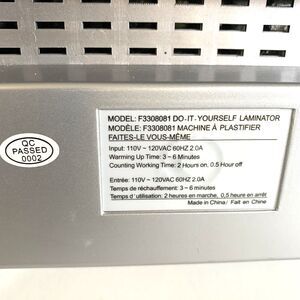 QC
PASSED
0002
MODEL: F3308081 DO-IT-YOURSELF LAMINATOR
MODÈLE: F3308081 MACHINE À PLASTIFIER
FAITES-LE VOUS-MÊME
Input: 110V ~ 120VAC 60HZ 2.0A
Warming Up Time: 3~6 Minutes
Counting Working Time: 2 Hours on, 0.5 Hour off
Entrée: 110V ~ 120VAC 60HZ 2.0A
Temps de réchauffement: 3~6 minutes
Temps d'utilisation: 2 heures en marche, 0,5 heure en arrêt
Made in China/ Fait en Chine